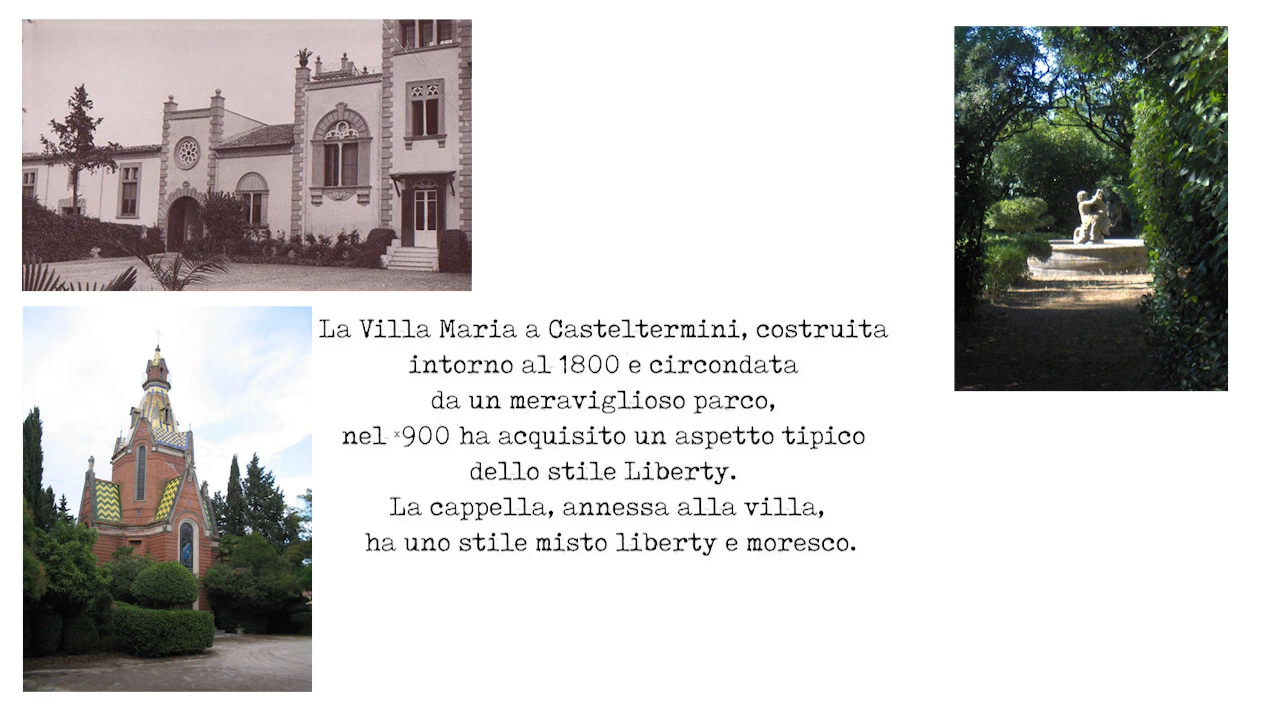 La Villa Maria a Casteltermini, costruita
intorno al 1800 e circondata
da un meraviglioso parco,
nel *900 ha acquisito un aspetto tipico
dello stile Liberty.
La cappella, annessa alla villa,
ha uno stile misto liberty e moresco.